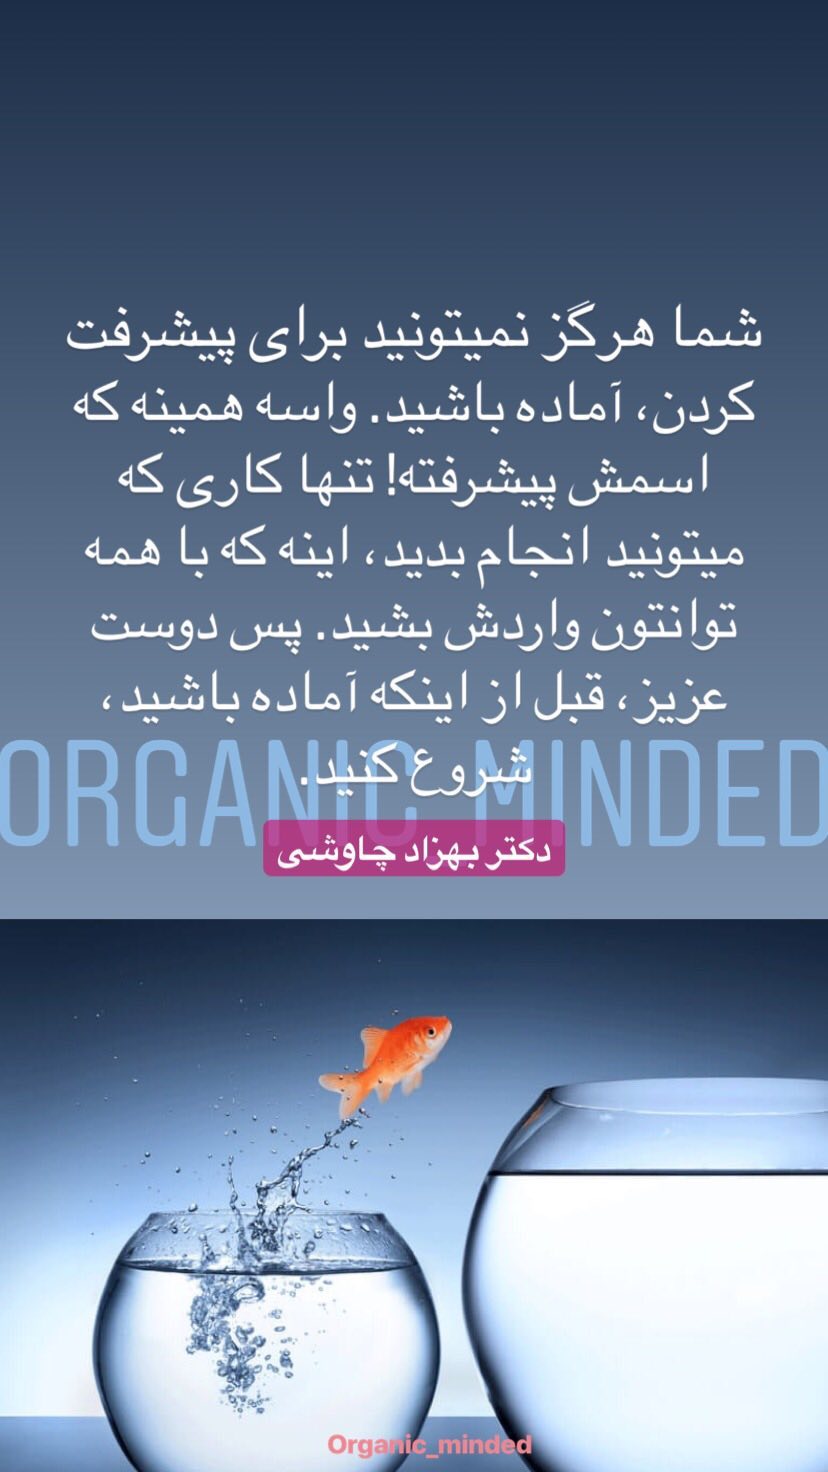 شما هرگز نمیتونید برای پیشرفت
کردن، آماده باشید. واسه همینه که
اسمش پیشرفته! تنها کاری که
میتونید انجام بدید، اینه که با همه
توانتون واردش بشید. پس دوست
عزیز، قبل از اینکه آماده باشید،
شروع کنید.
ORGANIC MINDED
دکتر بهزاد چاوشی
Organic_minded